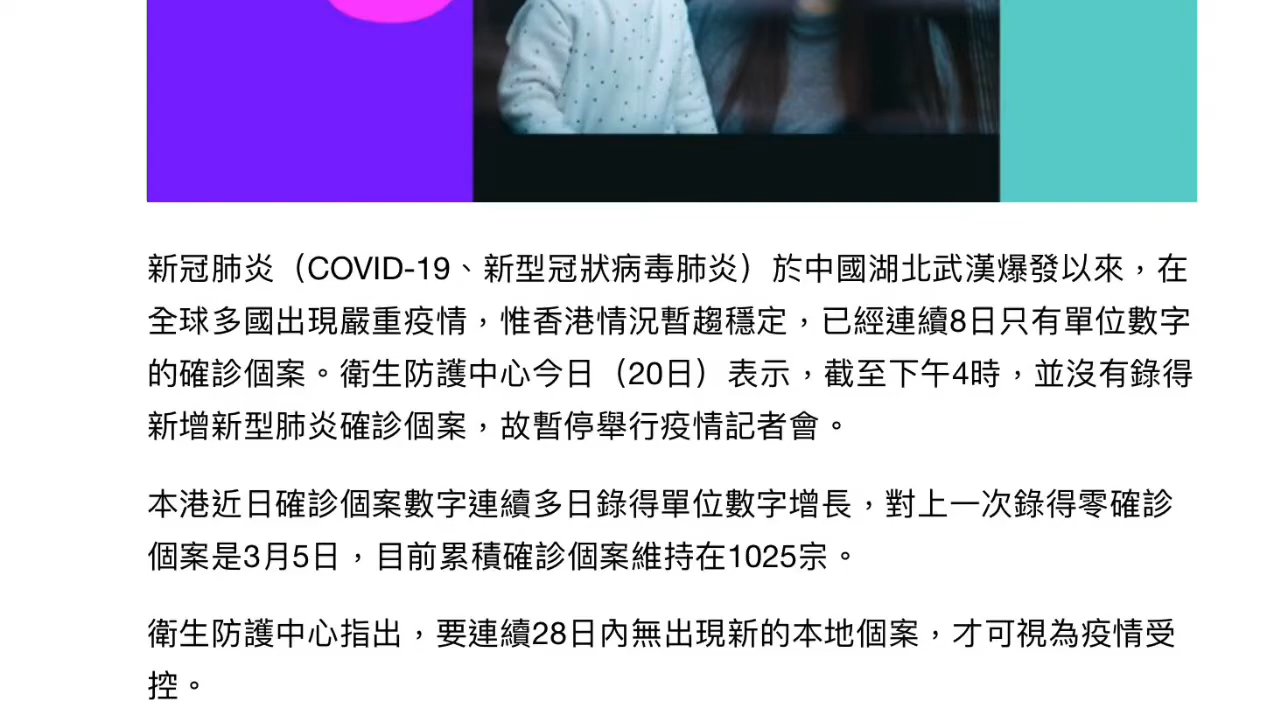 新冠肺炎（COVID-19、新型冠狀病毒肺炎）於中國湖北武漢爆發以來，在
全球多國出現嚴重疫情，惟香港情況暫趨穩定，已經連續8日只有單位數字
的確診個案。衛生防護中心今日（20日）表示，截至下午4時，並沒有錄得
新增新型肺炎確診個案，故暫停舉行疫情記者會。
本港近日確診個案數字連續多日錄得單位數字增長，對上一次錄得零確診
個案是3月5日，目前累積確診個案維持在1025宗。
衛生防護中心指出，要連續28日內無出現新的本地個案，才可視為疫情受
控。